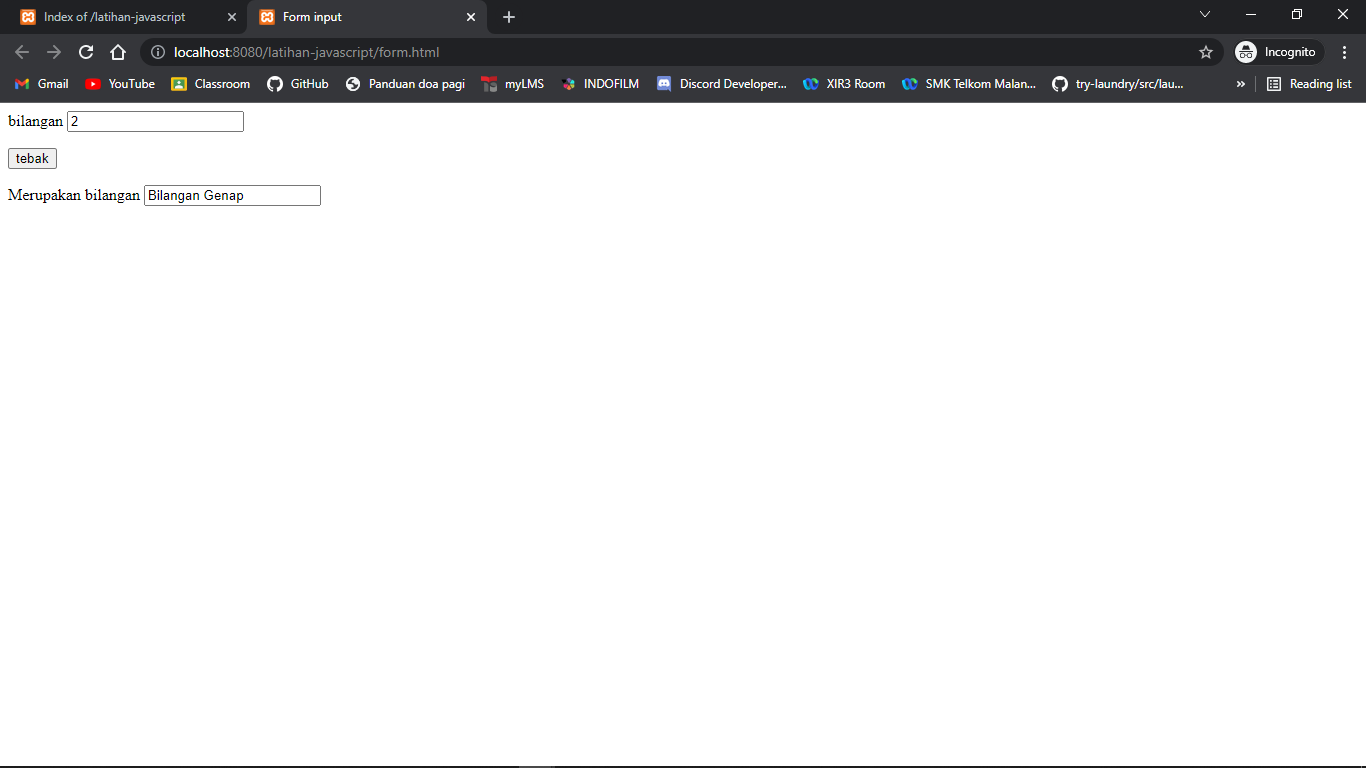 Index of /latihan-javascript
Form input
localhost:8080/latihan-javascript/form.html
Incognito
Gmail YouTube Classroom GitHub Panduan doa pagi myLMS INDOFILM Discord Developer... XIR3 Room SMK Telkom Malan... try-laundry/src/lau... » Reading list
bilangan 2
tebak
Merupakan bilangan Bilangan Genap